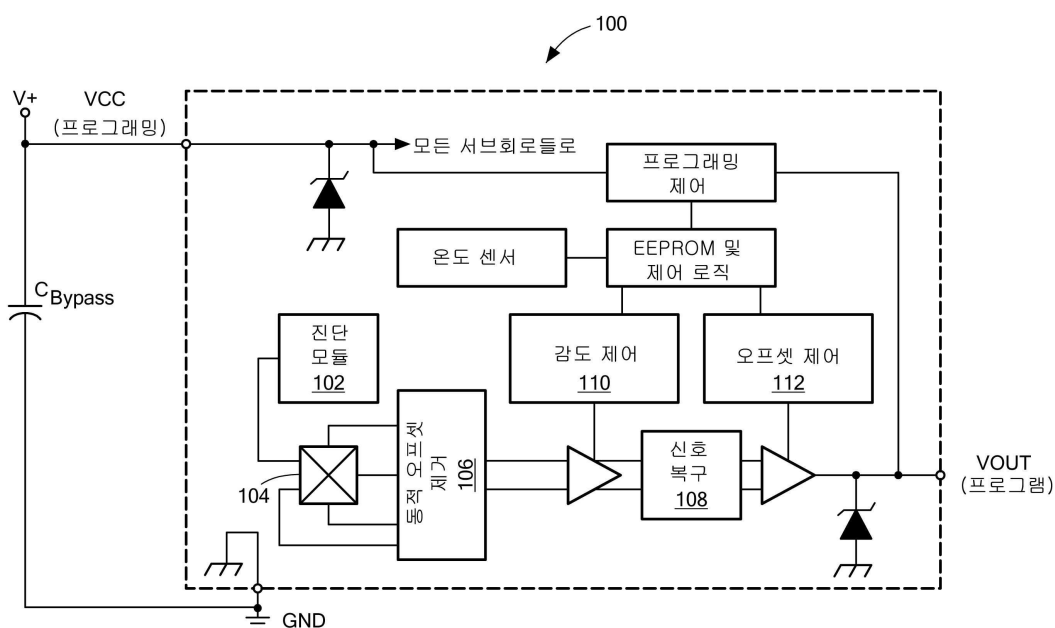 100
V+
VCC
(프로그래밍)
모든 서브회로들로
프로그래밍
제어
온도 센서
EEPROM 및
제어 로직
CBypass
진단
모듈
102
감도 제어
110
오프셋 제어
112
104
동적 오피셋
제거
106
신호
복구
108
VOUT
(프로그램)
GND